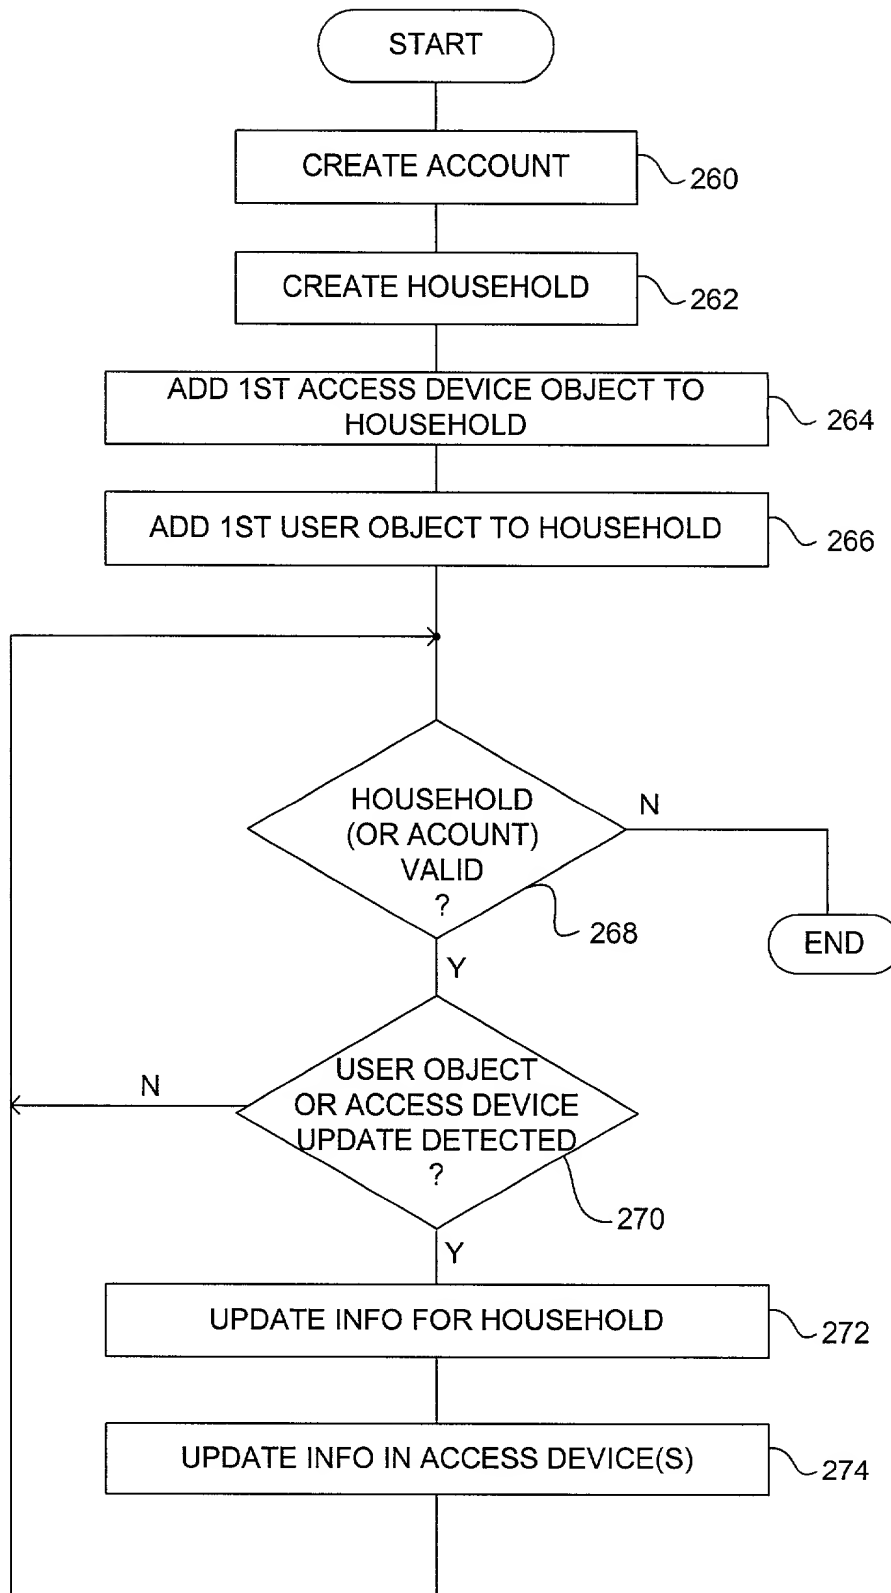 START
CREATE ACCOUNT
260
CREATE HOUSEHOLD
262
ADD 1ST ACCESS DEVICE OBJECT TO
HOUSEHOLD
264
ADD 1ST USER OBJECT TO HOUSEHOLD
266
HOUSEHOLD
(OR ACOUNT)
VALID
?
N
268
END
Y
USER OBJECT
OR ACCESS DEVICE
UPDATE DETECTED
?
N
270
Y
UPDATE INFO FOR HOUSEHOLD
272
UPDATE INFO IN ACCESS DEVICE(S)
274